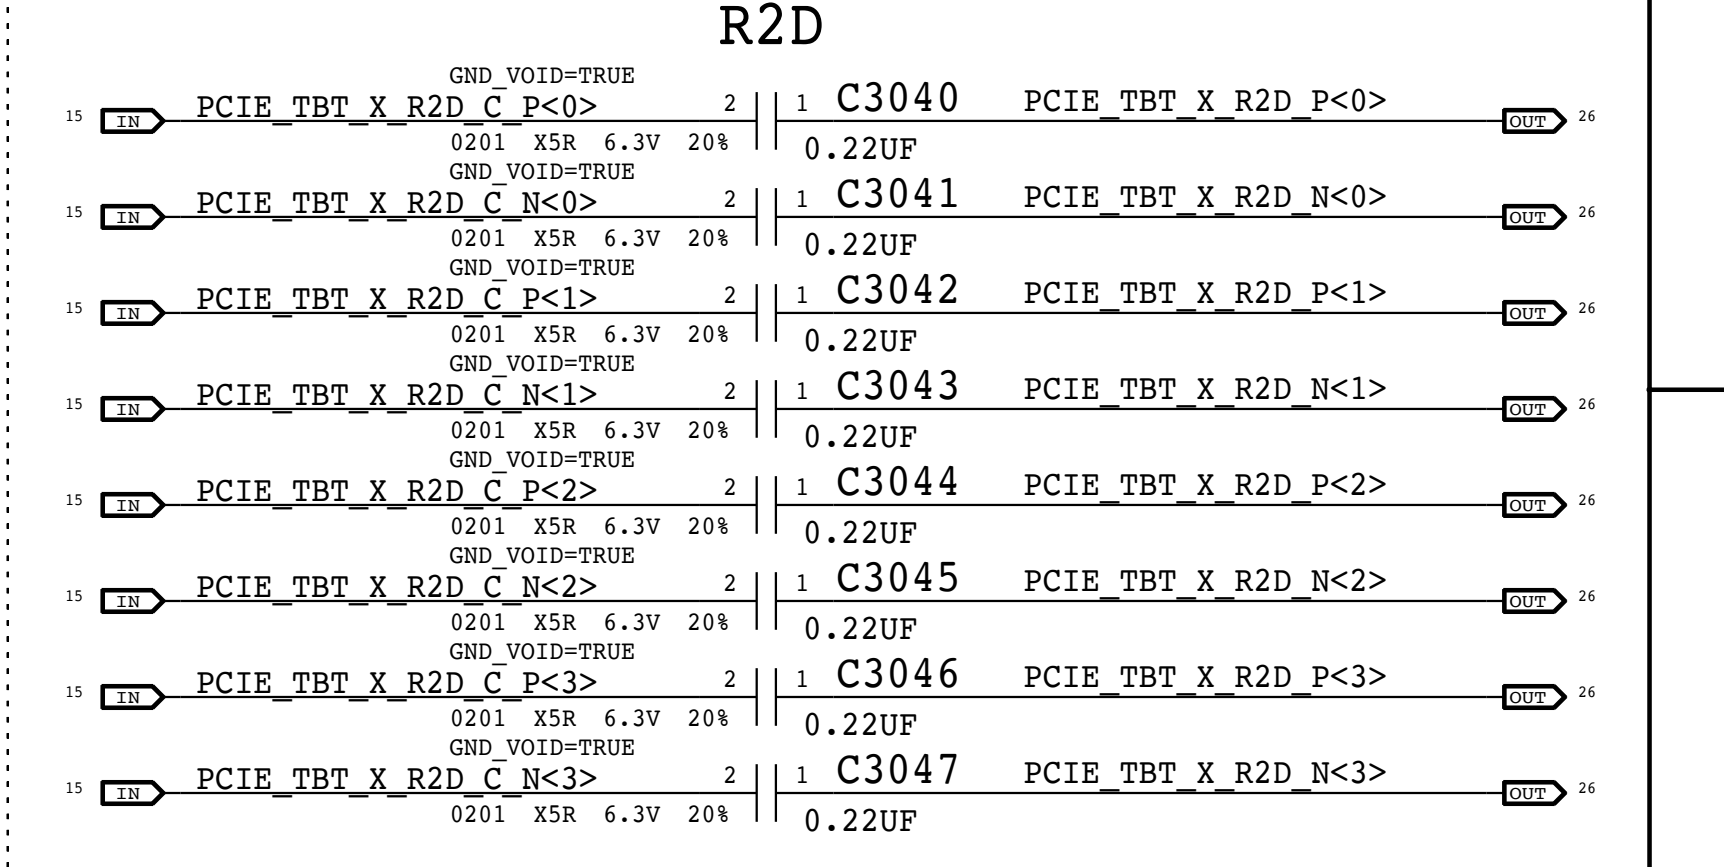 R2D
GND_VOID=TRUE
15 IN PCIE_TBT_X_R2D_C_P<0> 2 1 C3040 PCIE_TBT_X_R2D_P<0> OUT 26
0201 X5R 6.3V 20% 0.22UF
GND_VOID=TRUE
15 IN PCIE_TBT_X_R2D_C_N<0> 2 1 C3041 PCIE_TBT_X_R2D_N<0> OUT 26
0201 X5R 6.3V 20% 0.22UF
GND_VOID=TRUE
15 IN PCIE_TBT_X_R2D_C_P<1> 2 1 C3042 PCIE_TBT_X_R2D_P<1> OUT 26
0201 X5R 6.3V 20% 0.22UF
GND_VOID=TRUE
15 IN PCIE_TBT_X_R2D_C_N<1> 2 1 C3043 PCIE_TBT_X_R2D_N<1> OUT 26
0201 X5R 6.3V 20% 0.22UF
GND_VOID=TRUE
15 IN PCIE_TBT_X_R2D_C_P<2> 2 1 C3044 PCIE_TBT_X_R2D_P<2> OUT 26
0201 X5R 6.3V 20% 0.22UF
GND_VOID=TRUE
15 IN PCIE_TBT_X_R2D_C_N<2> 2 1 C3045 PCIE_TBT_X_R2D_N<2> OUT 26
0201 X5R 6.3V 20% 0.22UF
GND_VOID=TRUE
15 IN PCIE_TBT_X_R2D_C_P<3> 2 1 C3046 PCIE_TBT_X_R2D_P<3> OUT 26
0201 X5R 6.3V 20% 0.22UF
GND_VOID=TRUE
15 IN PCIE_TBT_X_R2D_C_N<3> 2 1 C3047 PCIE_TBT_X_R2D_N<3> OUT 26
0201 X5R 6.3V 20% 0.22UF